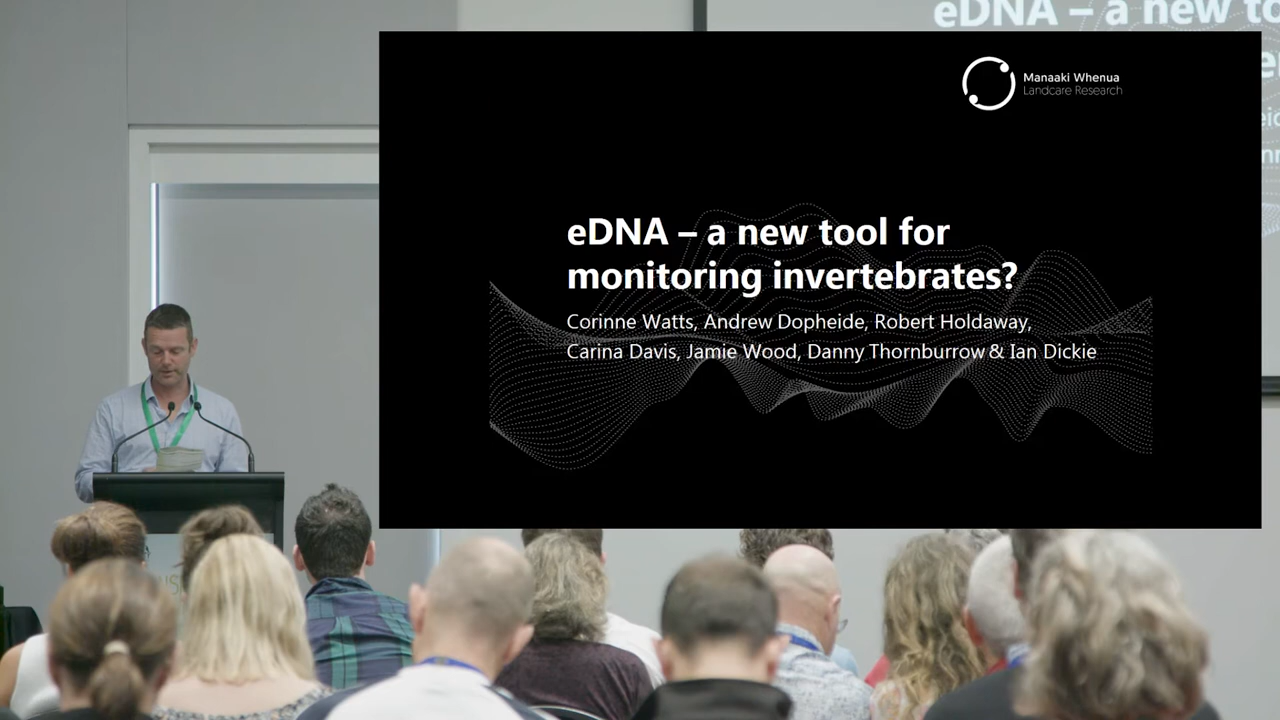 eDNA – a new to
Manaaki Whenua
Landcare Research
eDNA – a new tool for
monitoring invertebrates?
Corinne Watts, Andrew Dopheide, Robert Holdaway,
Carina Davis, Jamie Wood, Danny Thornburrow & Ian Dickie